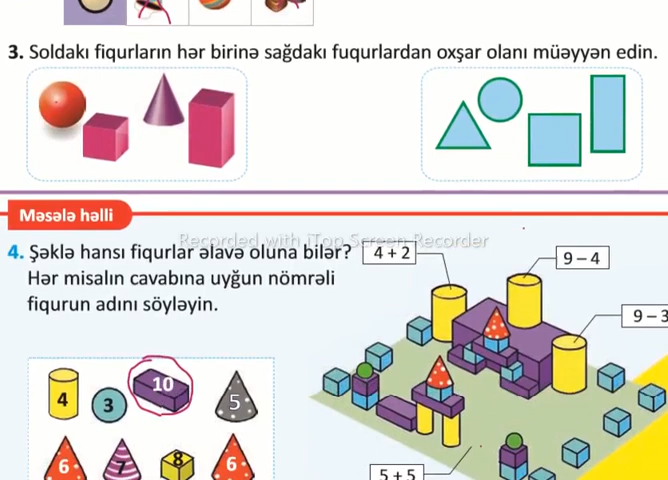 3. Soldakı fiqurların hər birinə sağdakı fuqurlardan oxşar olanı müəyyən edin.
Məsələ həlli
Recorded with iTop Screen Recorder
4. Şəklə hansı fiqurlar əlavə oluna bilər?
Hər misalın cavabına uyğun nömrəli
fiqurun adını söyləyin.
4 + 2
9 – 4
9 – 3
4
3
10
5
6
7
8
6
5 + 5